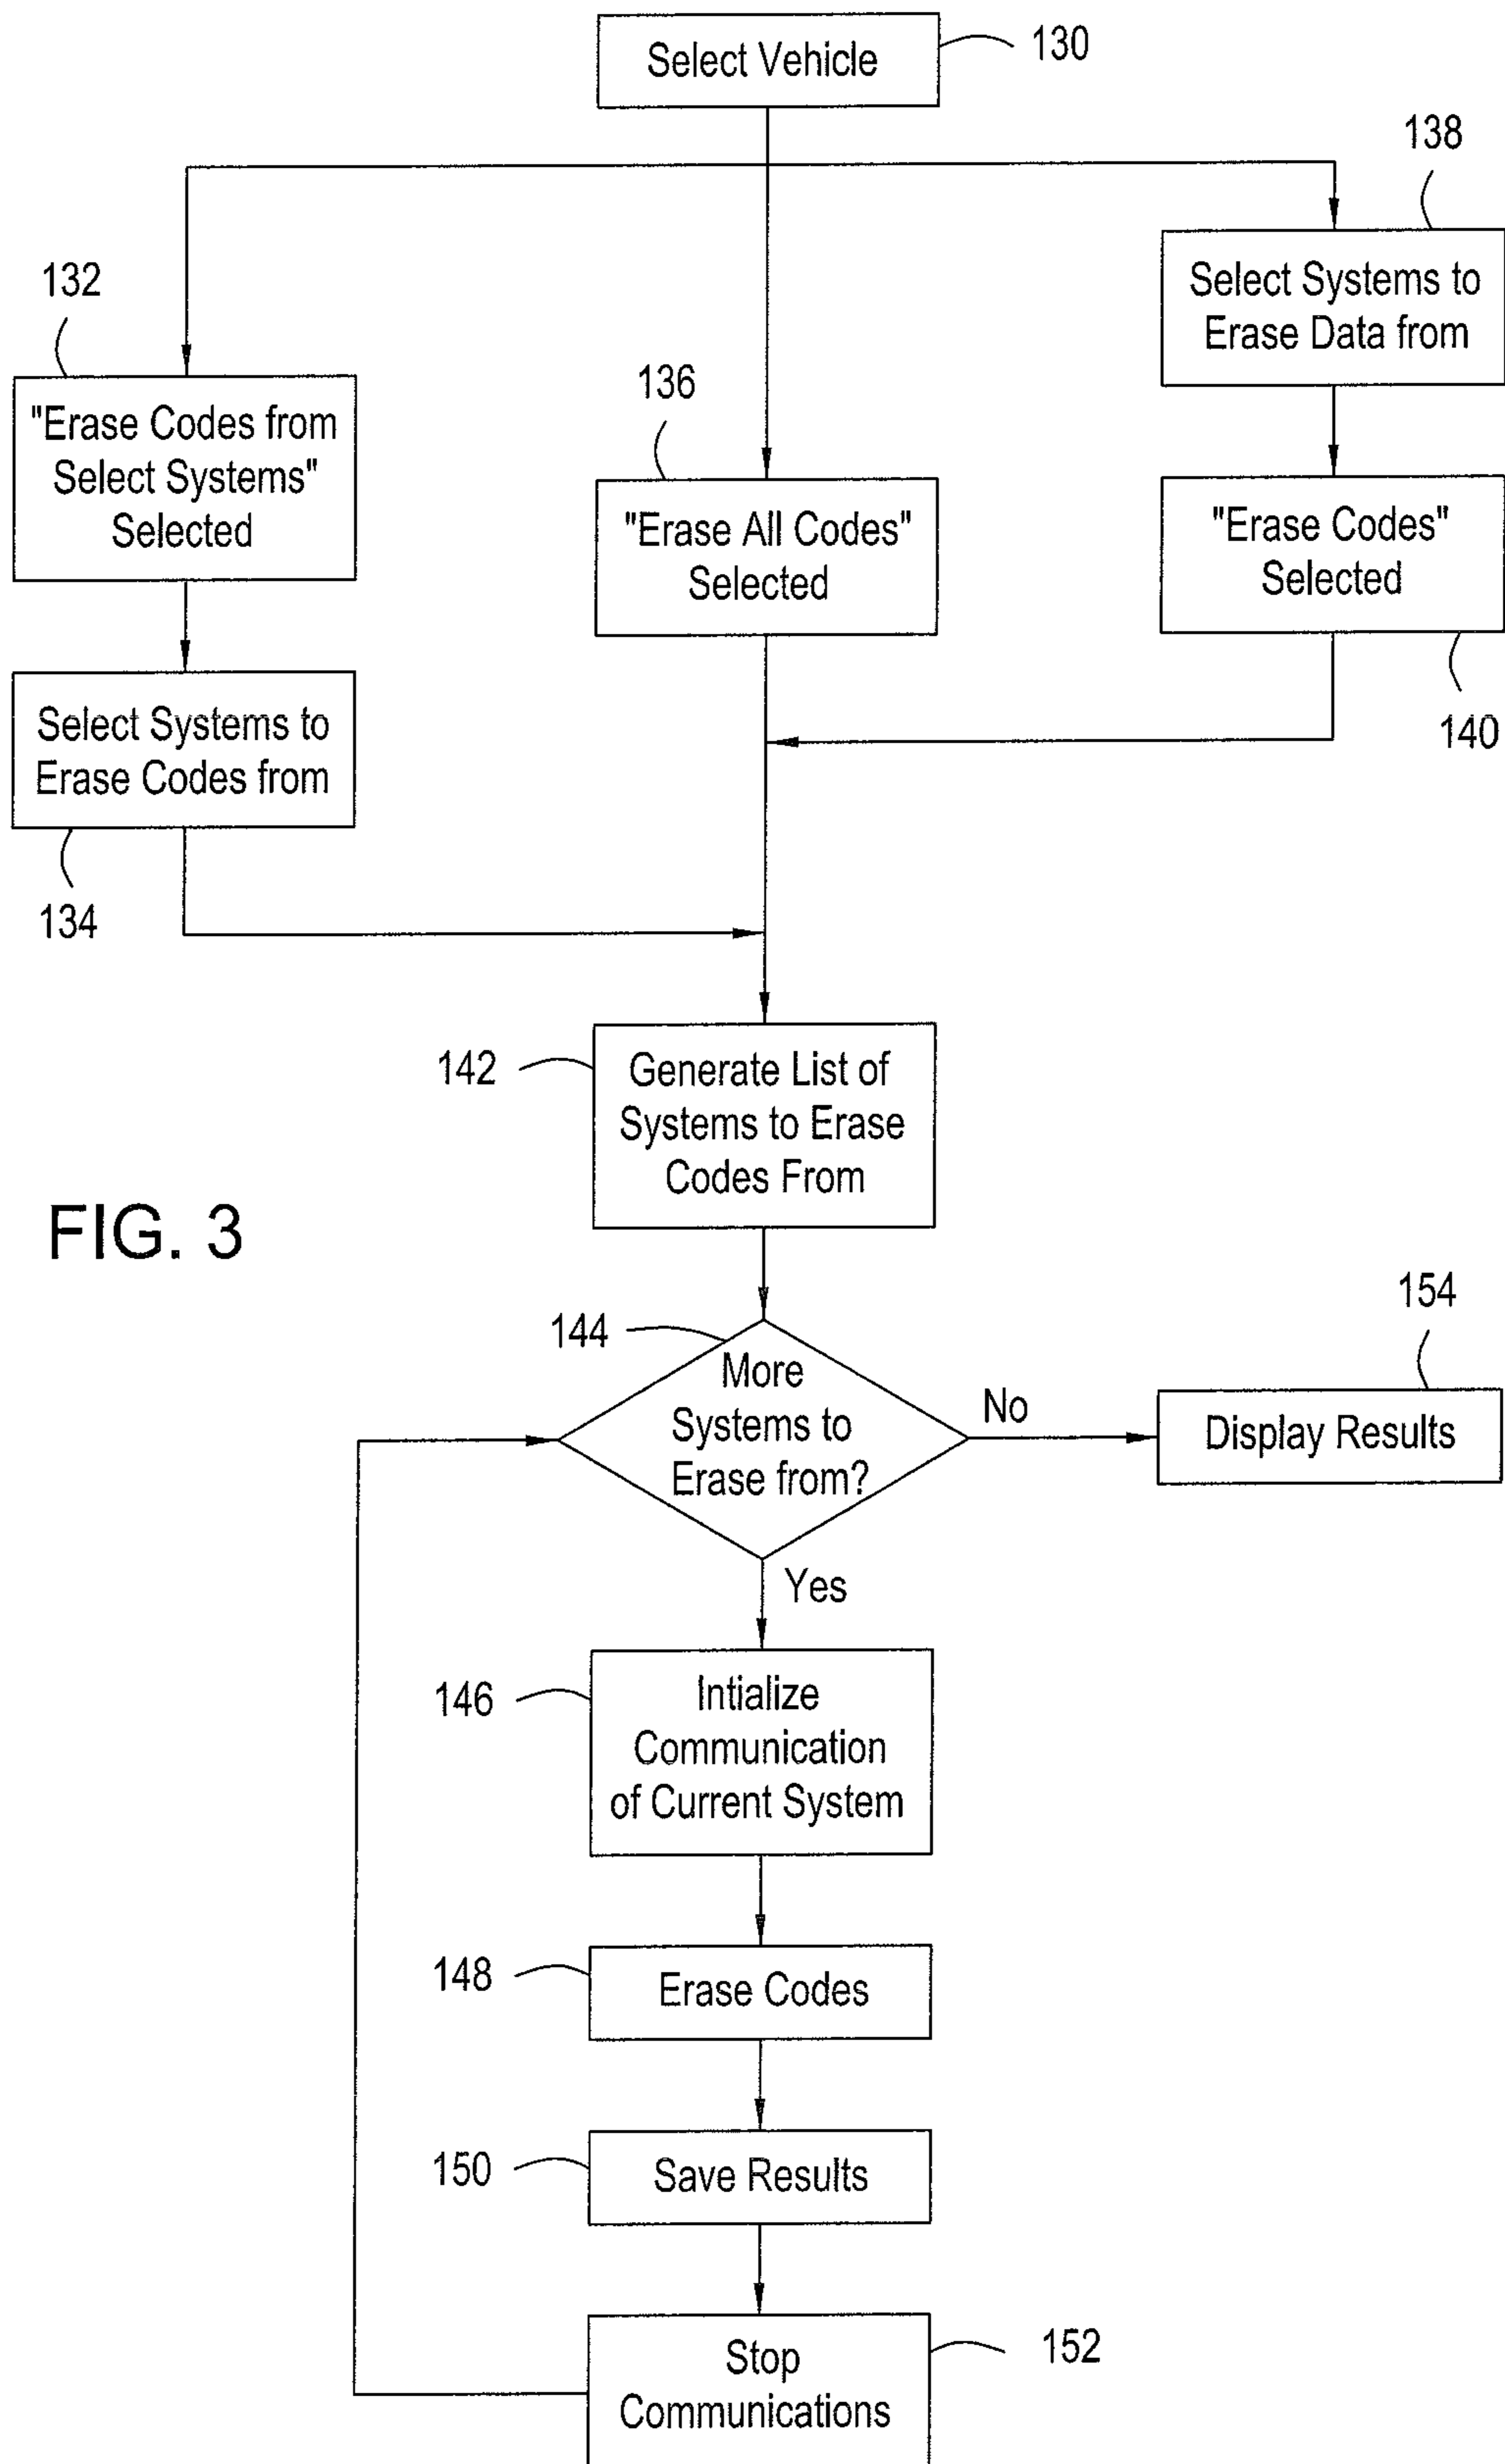 Select Vehicle
130
138
Select Systems to
Erase Data from
132
"Erase Codes from
Select Systems"
Selected
136
"Erase All Codes"
Selected
"Erase Codes"
Selected
140
Select Systems to
Erase Codes from
134
142
Generate List of
Systems to Erase
Codes From
FIG. 3
144
More
Systems to
Erase from?
No
154
Display Results
Yes
146
Intialize
Communication
of Current System
148
Erase Codes
150
Save Results
Stop
Communications
152